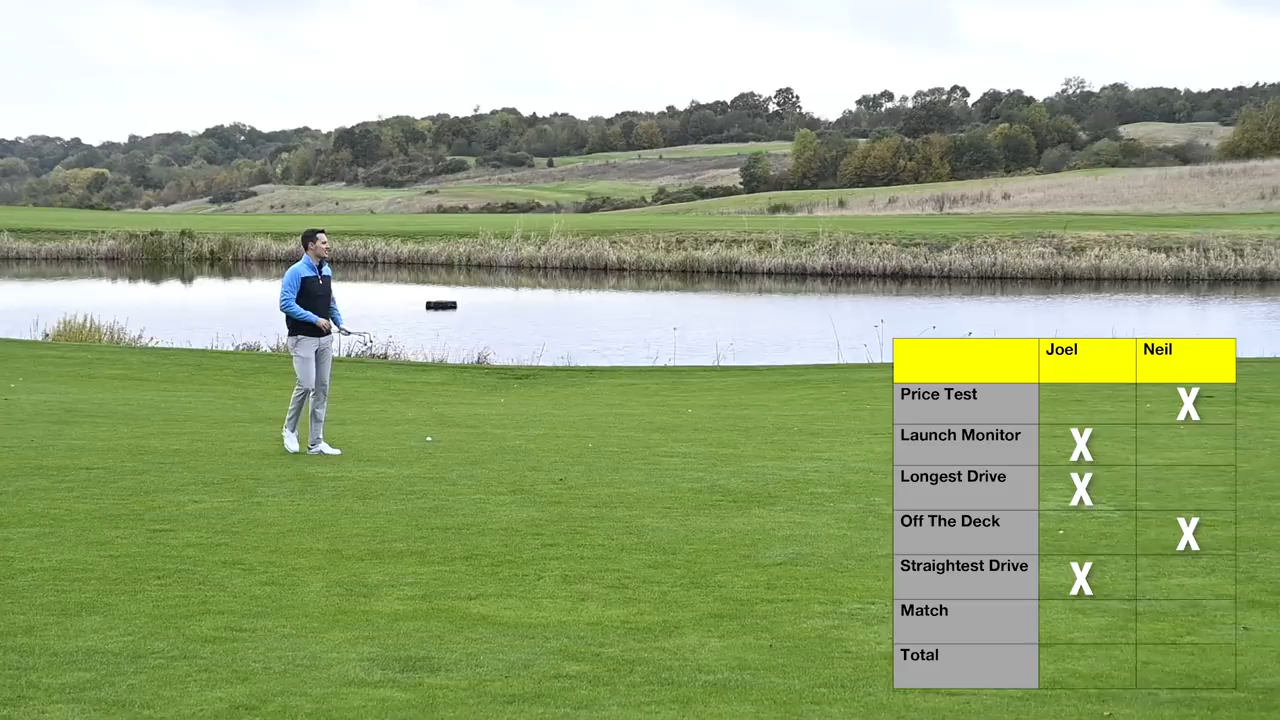 Joel Neil
Price Test X
Launch Monitor X
Longest Drive X
Off The Deck X
Straightest Drive X
Match
Total